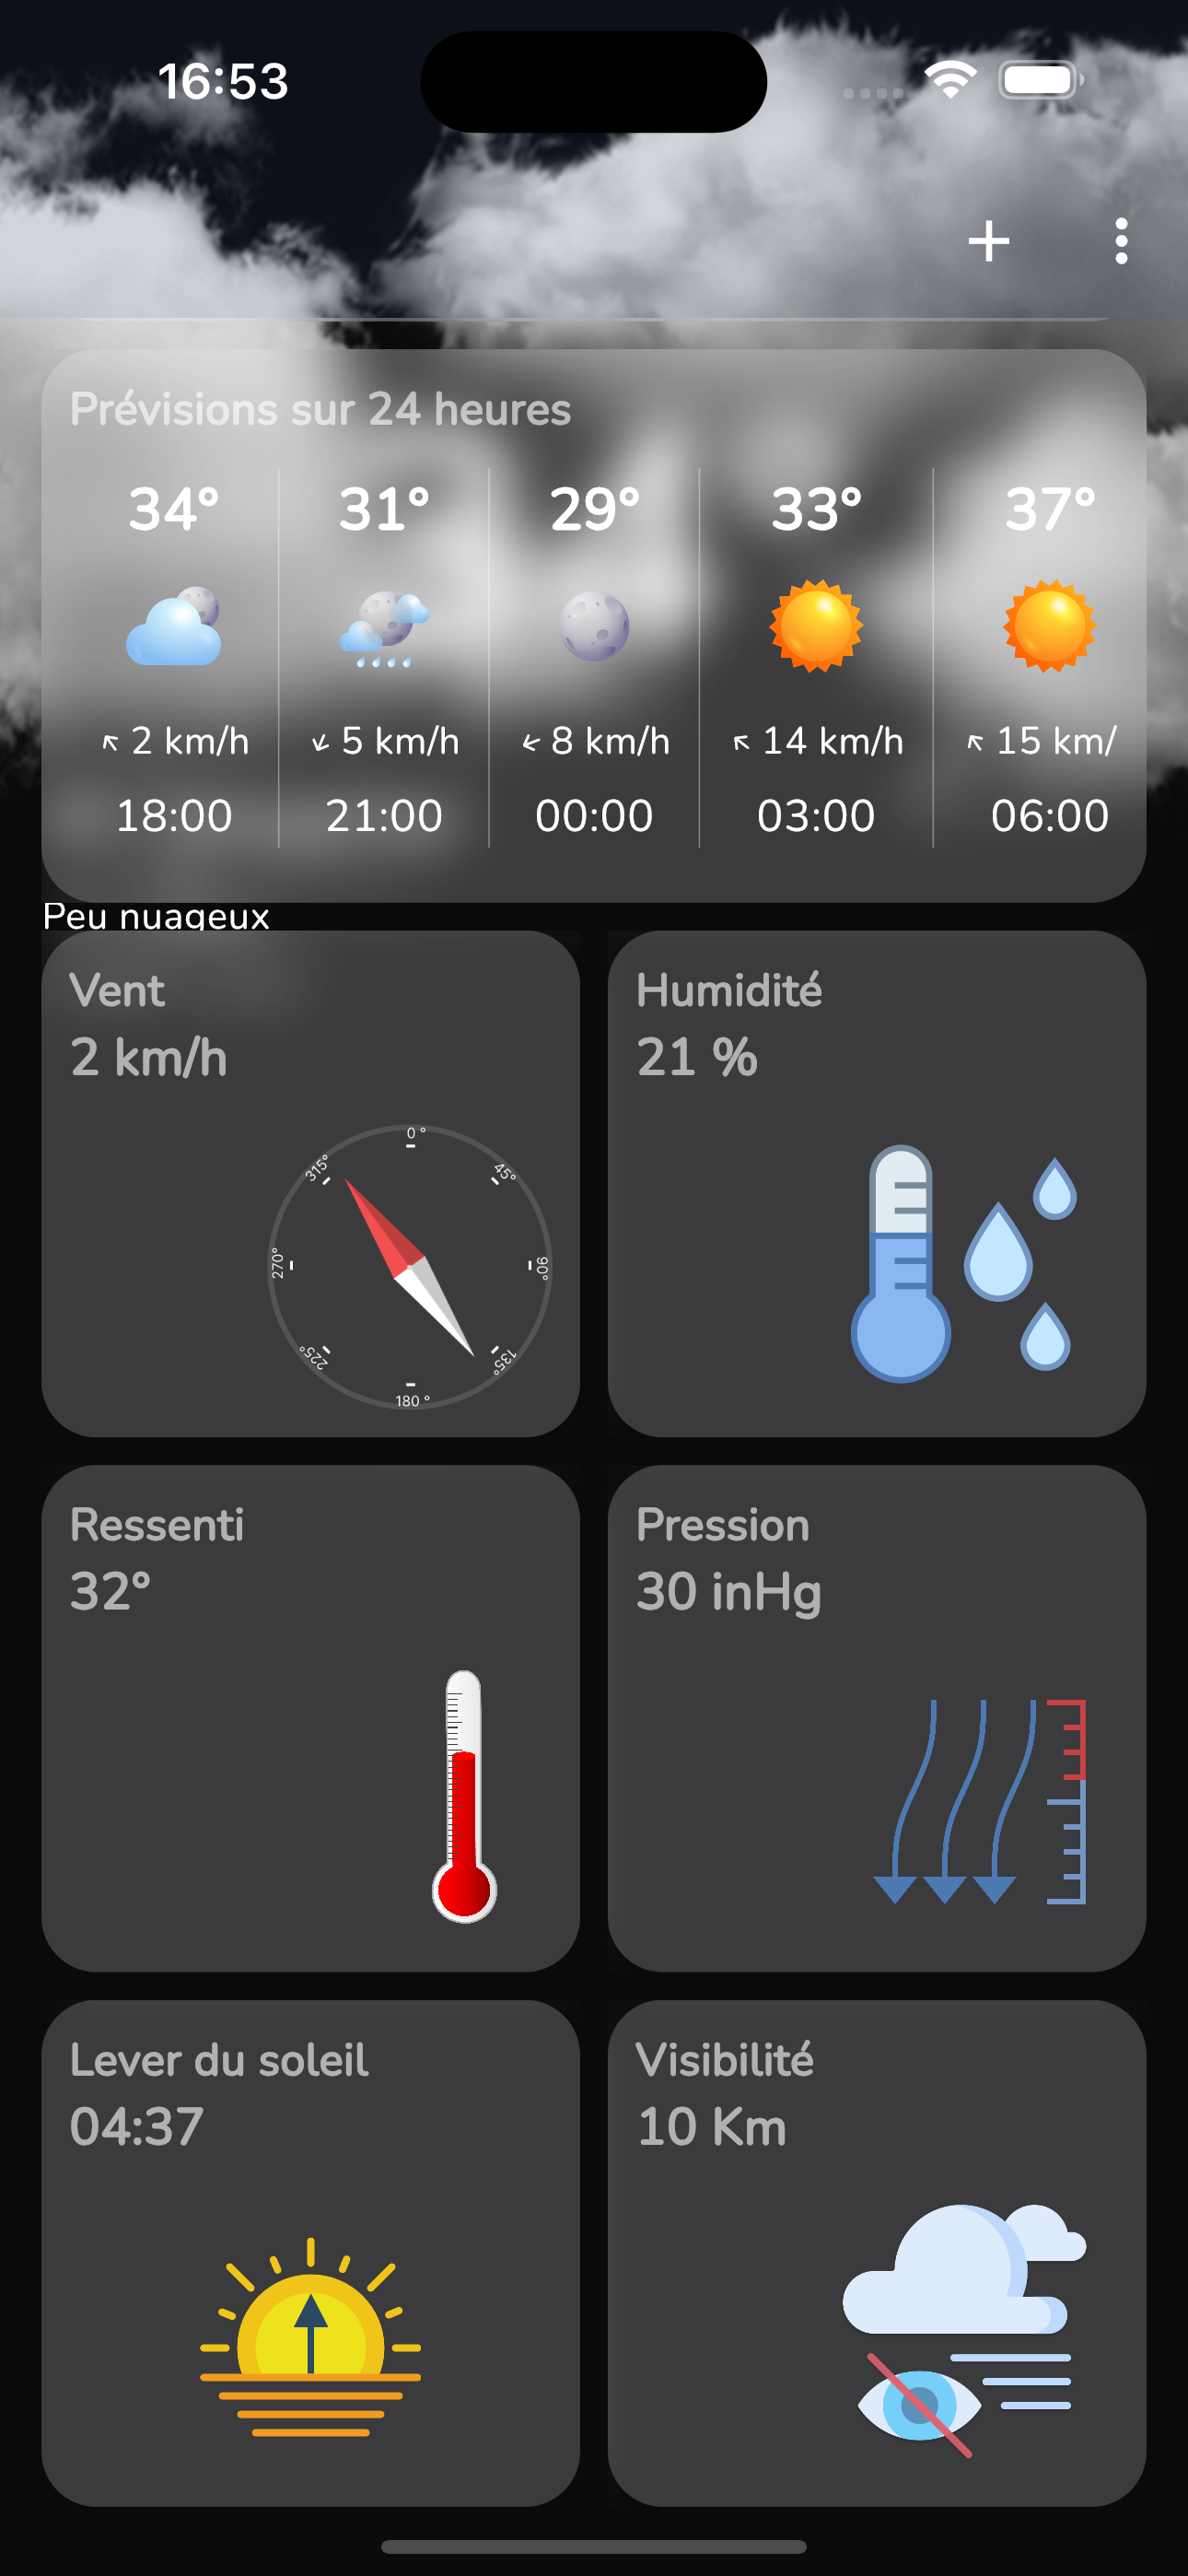 16:53
Prévisions sur 24 heures
34° 31° 29° 33° 37°
2 km/h 5 km/h 8 km/h 14 km/h 15 km/
18:00 21:00 00:00 03:00 06:00
Peu nuageux
Vent
2 km/h
0 °
45°
90°
135°
180 °
225°
270°
315°
Humidité
21 %
Ressenti
32°
Pression
30 inHg
Lever du soleil
04:37
Visibilité
10 Km